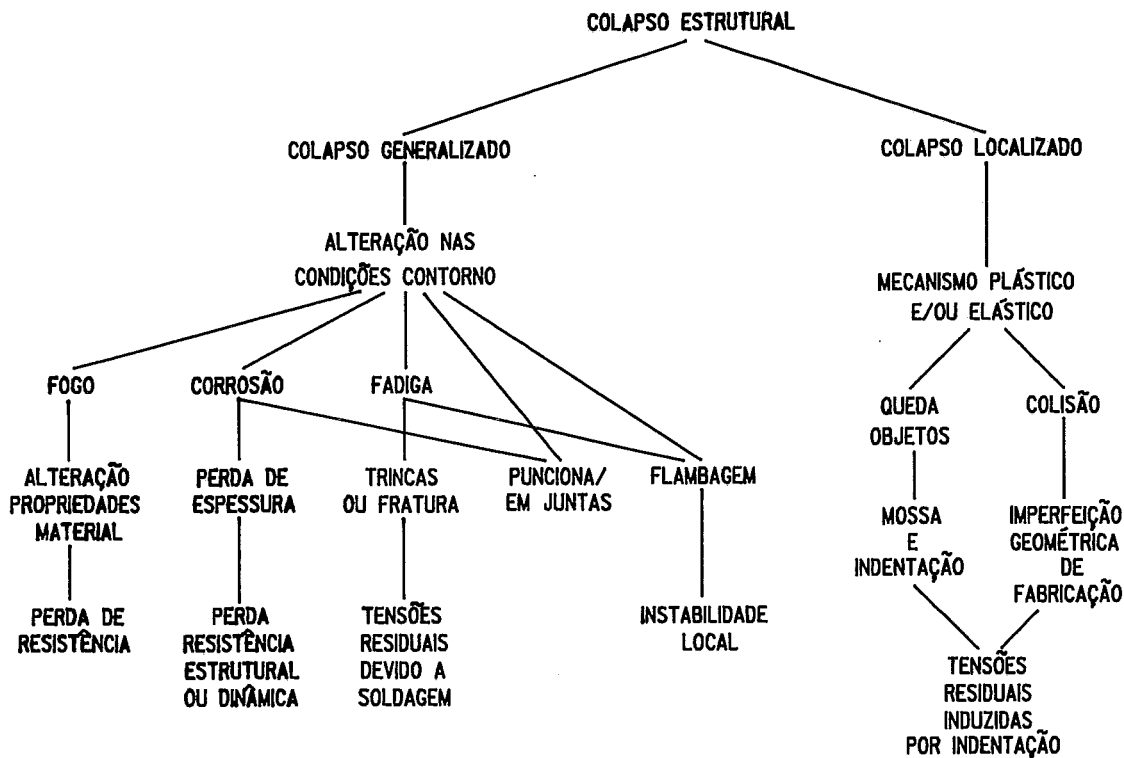 COLAPSO ESTRUTURAL
COLAPSO GENERALIZADO
COLAPSO LOCALIZADO
ALTERAÇÃO NAS
CONDIÇÕES CONTORNO
MECANISMO PLÁSTICO
E/OU ELÁSTICO
FOGO
CORROSÃO
FADIGA
QUEDA
OBJETOS
COLISÃO
ALTERAÇÃO
PROPRIEDADES
MATERIAL
PERDA DE
ESPESSURA
TRINCAS
OU FRATURA
PUNCIONA/
EM JUNTAS
FLAMBAGEM
MOSSA
E
INDENTAÇÃO
IMPERFEIÇÃO
GEOMÉTRICA
DE
FABRICAÇÃO
PERDA DE
RESISTÊNCIA
PERDA
RESISTÊNCIA
ESTRUTURAL
OU DINÂMICA
TENSÕES
RESIDUAIS
DEVIDO A
SOLDAGEM
INSTABILIDADE
LOCAL
TENSÕES
RESIDUAIS
INDUZIDAS
POR INDENTAÇÃO